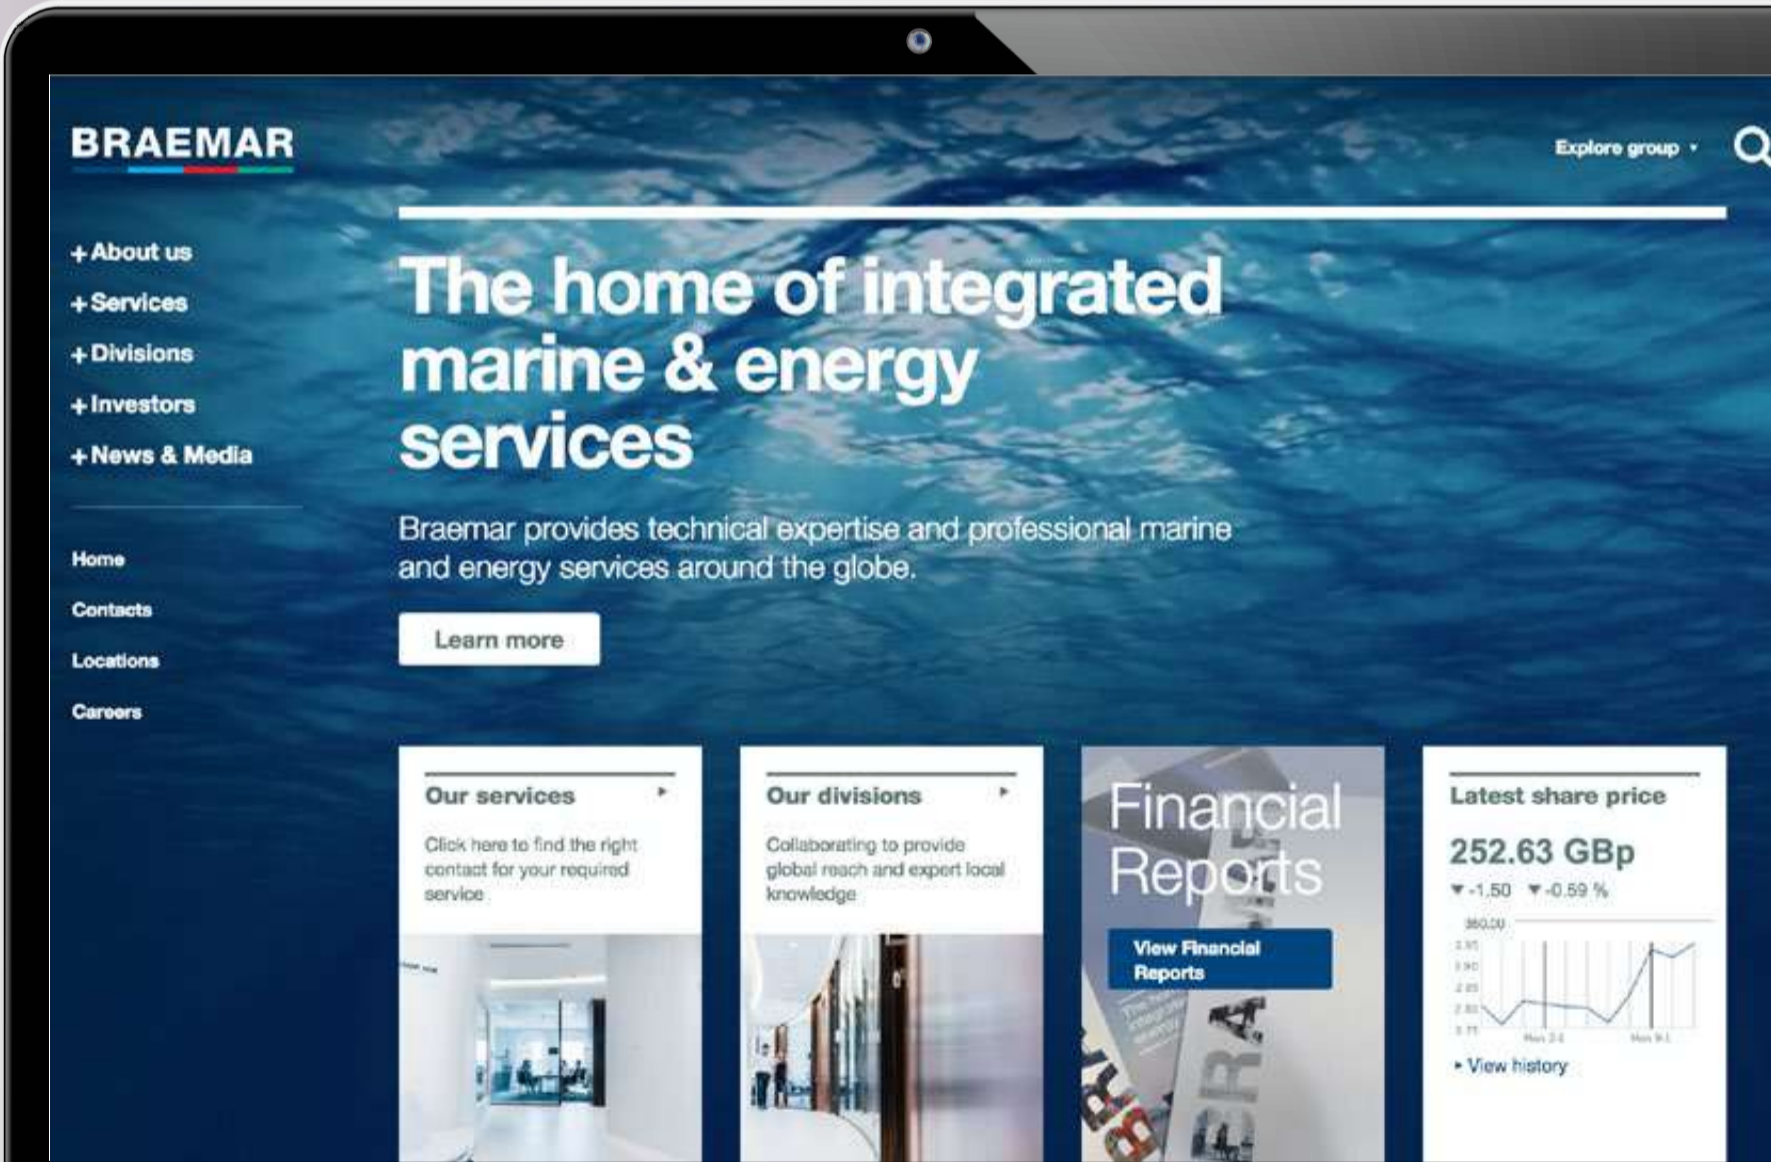 BRAEMAR
Explore group
+ About us
+ Services
+ Divisions
+ Investors
+ News & Media
Home
Contacts
Locations
Careers
The home of integrated
marine & energy
services
Braemar provides technical expertise and professional marine
and energy services around the globe.
Learn more
Our services
Click here to find the right
contact for your required
service
Our divisions
Collaborating to provide
global reach and expert local
knowledge
Financial
Reports
View Financial
Reports
BRAEMAR
Latest share price
252.63 GBp
▼ -1.50 ▼ -0.59 %
View history